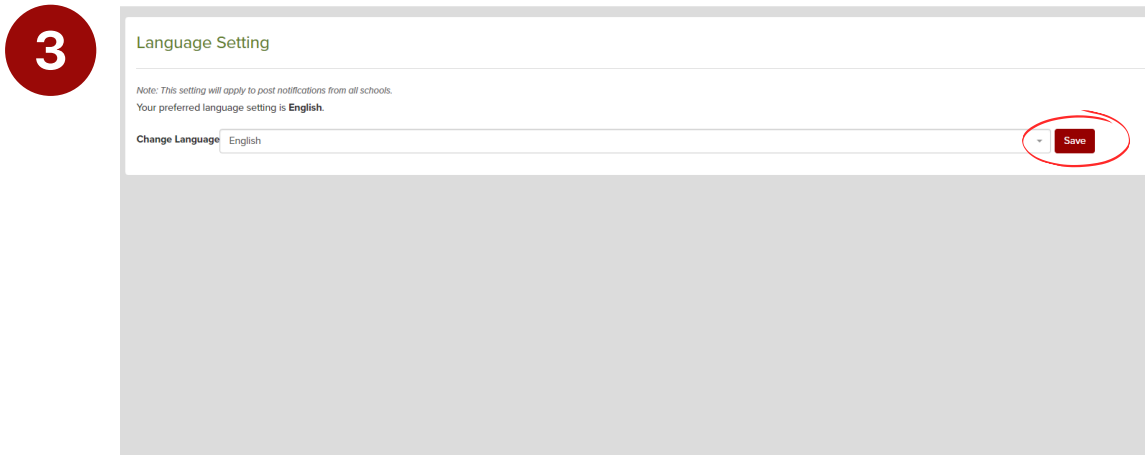 3
Language Setting
Note: This setting will apply to post notifications from all schools.
Your preferred language setting is English.
Change Language English Save